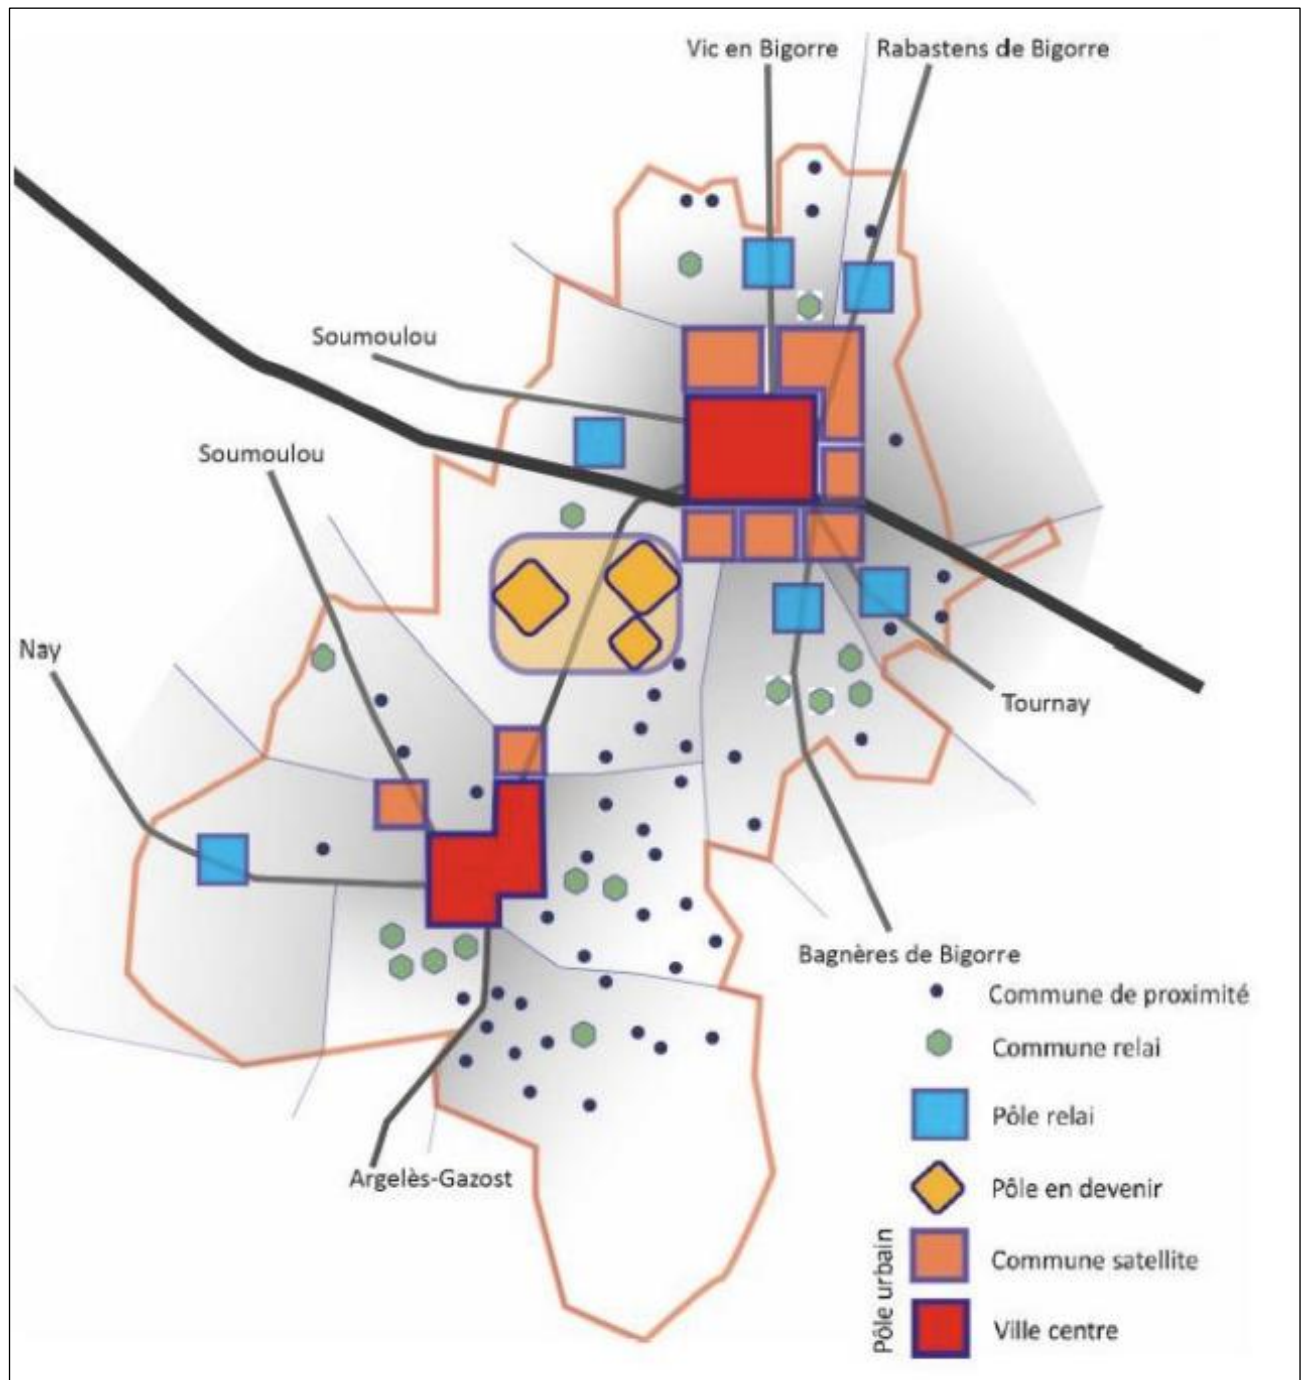 Vic en Bigorre
Rabastens de Bigorre
Soumoulou
Soumoulou
Nay
Tournay
Bagnères de Bigorre
Argelès-Gazost
Commune de proximité
Commune relai
Pôle relai
Pôle en devenir
Pôle urbain
Commune satellite
Ville centre